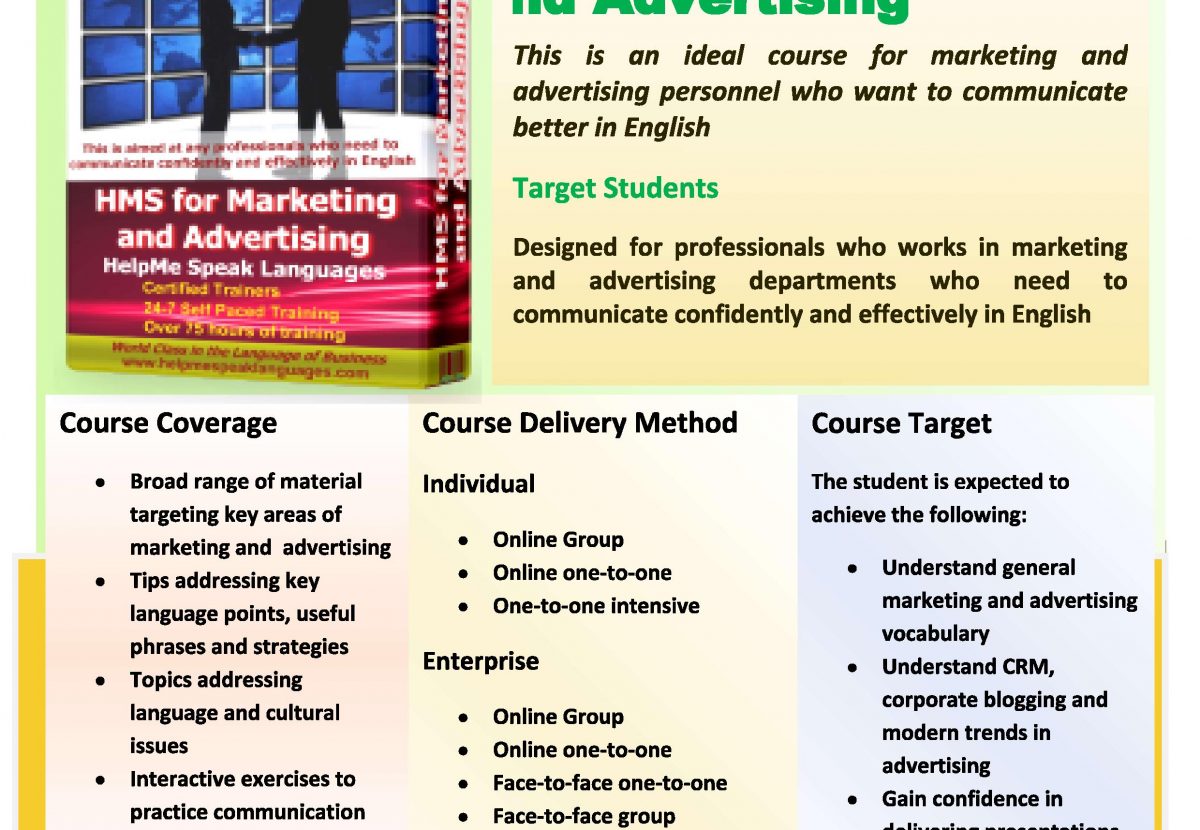 nd Advertising
This is an ideal course for marketing and
advertising personnel who want to communicate
better in English
Target Students
Designed for professionals who works in marketing
and advertising departments who need to
communicate confidently and effectively in English
This is aimed at any professionals who need to
communicate confidently and effectively in English
HMS for Marketing
and Advertising
HelpMe Speak Languages
Certified Trainers
24-7 Self Paced Training
Over 75 hours of training
World Class in the Language of Business
www.helpmespeaklanguages.com
HMS for Marketing
and Advertising
Course Coverage
• Broad range of material
targeting key areas of
marketing and advertising
• Tips addressing key
language points, useful
phrases and strategies
• Topics addressing
language and cultural
issues
• Interactive exercises to
practice communication
Course Delivery Method
Individual
• Online Group
• Online one-to-one
• One-to-one intensive
Enterprise
• Online Group
• Online one-to-one
• Face-to-face one-to-one
• Face-to-face group
Course Target
The student is expected to
achieve the following:
• Understand general
marketing and advertising
vocabulary
• Understand CRM,
corporate blogging and
modern trends in
advertising
• Gain confidence in
delivering presentations